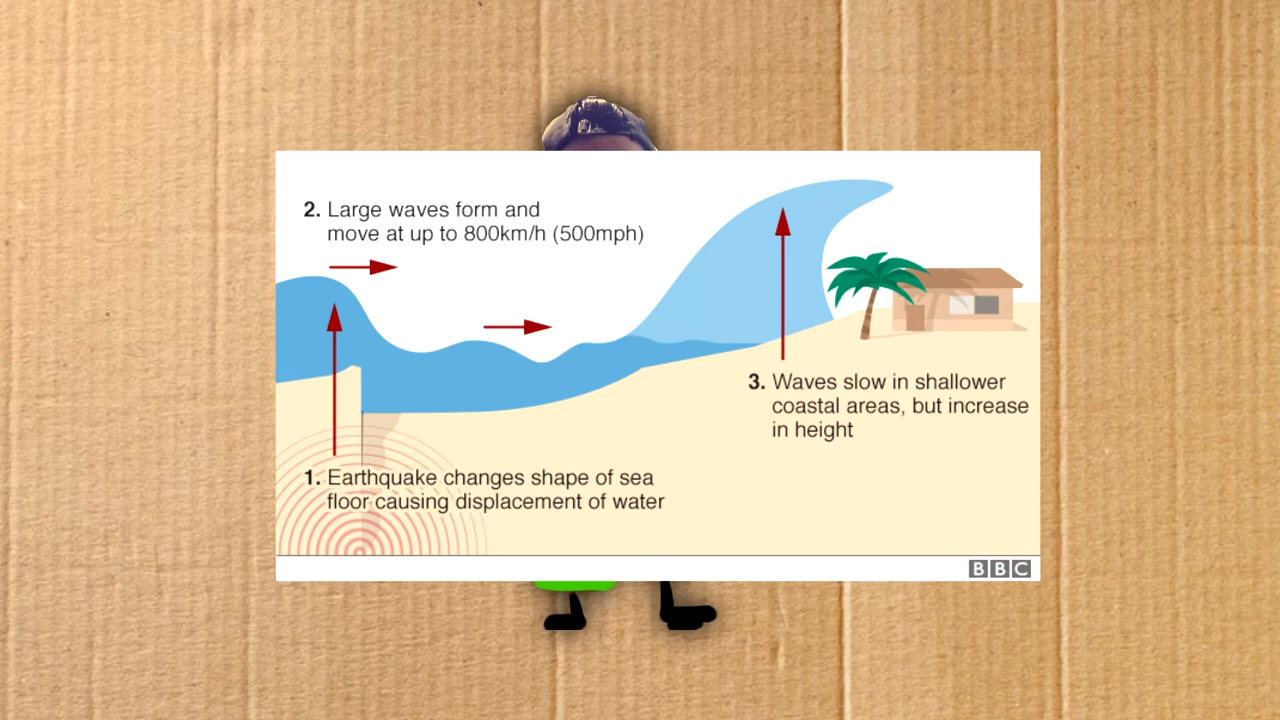 2. Large waves form and
move at up to 800km/h (500mph)
3. Waves slow in shallower
coastal areas, but increase
in height
1. Earthquake changes shape of sea
floor causing displacement of water
BBC